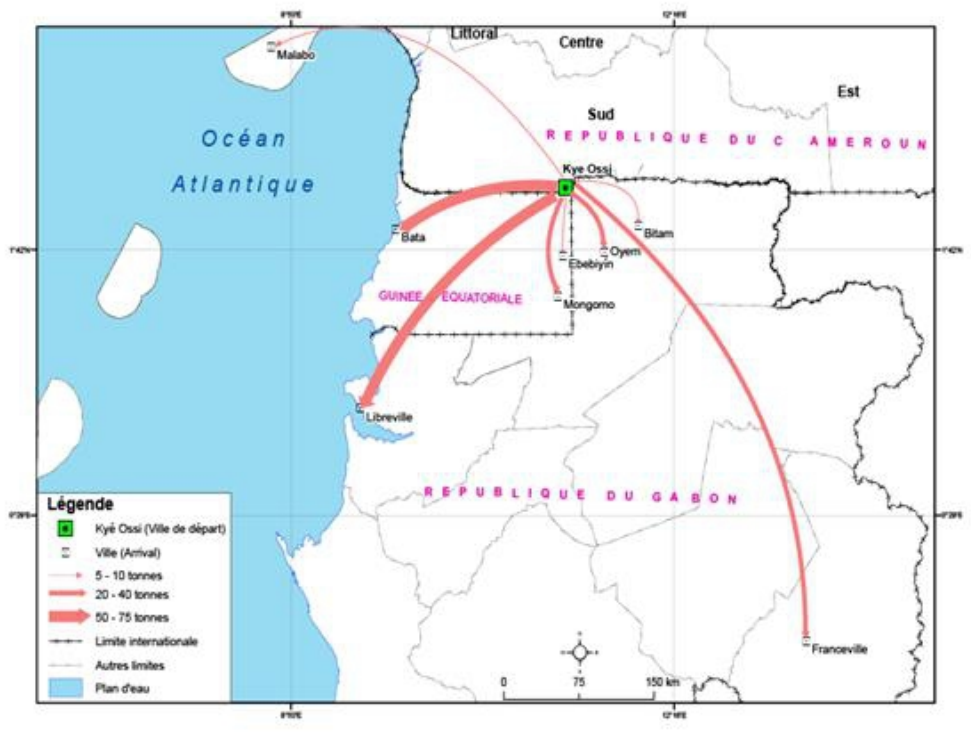 Littoral
Centre
Malabo
Est
Sud
Océan
Atlantique
REPUBLIQUE DU C AMEROUN
Kye Ossi
Bata
Bitam
Oyem
Ebebiyin
GUINEE EQUATORIALE
Mongomo
Libreville
REPUBLIQUE DU GABON
Franceville
Légende
Kyé Ossi (Ville de départ)
Ville (Arrival)
5 - 10 tonnes
20 - 40 tonnes
50 - 75 tonnes
Limite internationale
Autres limites
Plan d'eau
0 75 150 km